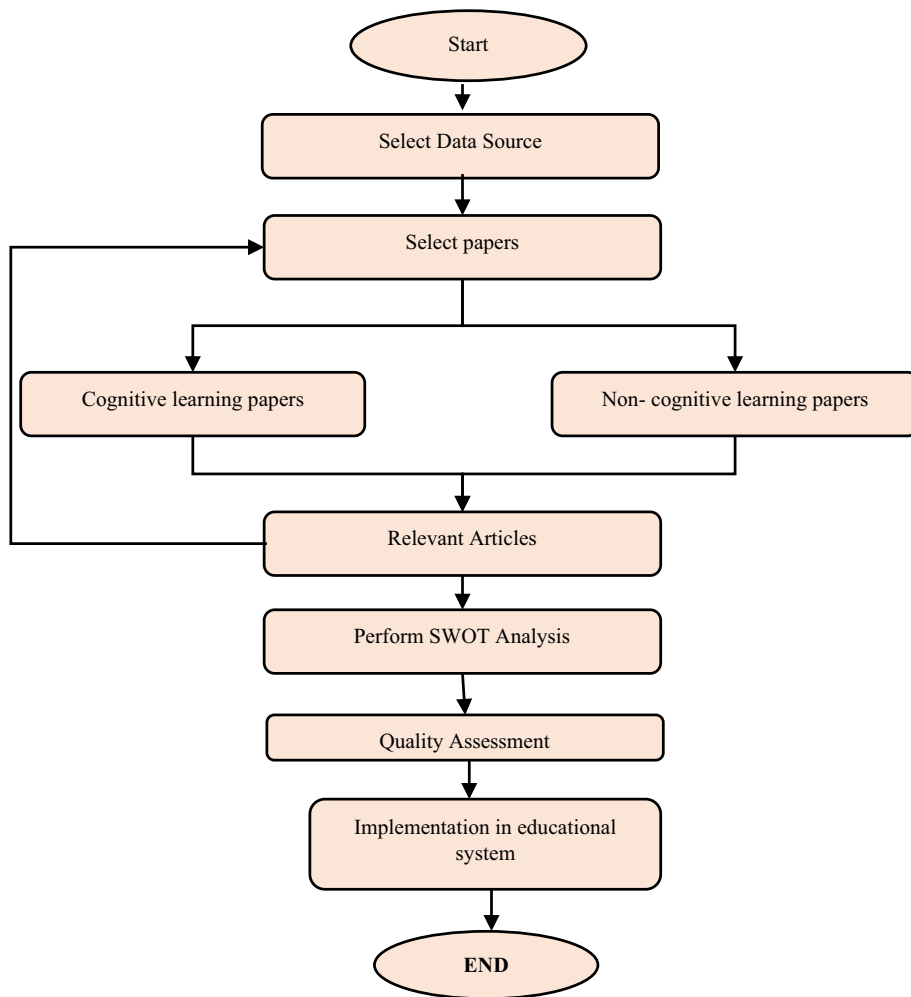 Start
Select Data Source
Select papers
Cognitive learning papers
Non- cognitive learning papers
Relevant Articles
Perform SWOT Analysis
Quality Assessment
Implementation in educational
system
END